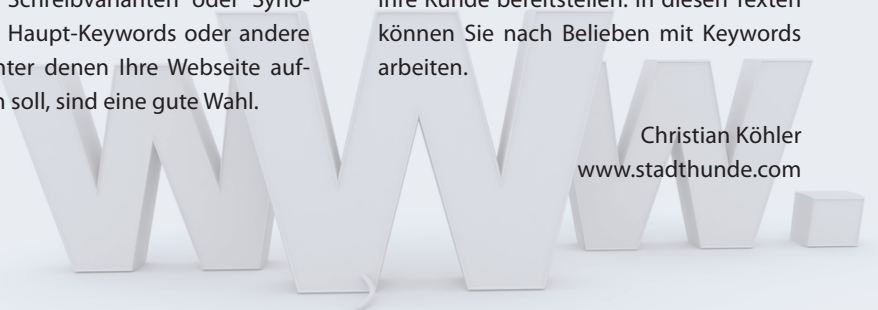 Schreibvarianten oder Syno-
Haupt-Keywords oder andere
denen Ihre Webseite auf-
soll, sind eine gute Wahl.
Ihre Kunde bereitstellen. In diesen Texten
können Sie nach Belieben mit Keywords
arbeiten.
Christian Köhler
www.stadthunde.com
www.